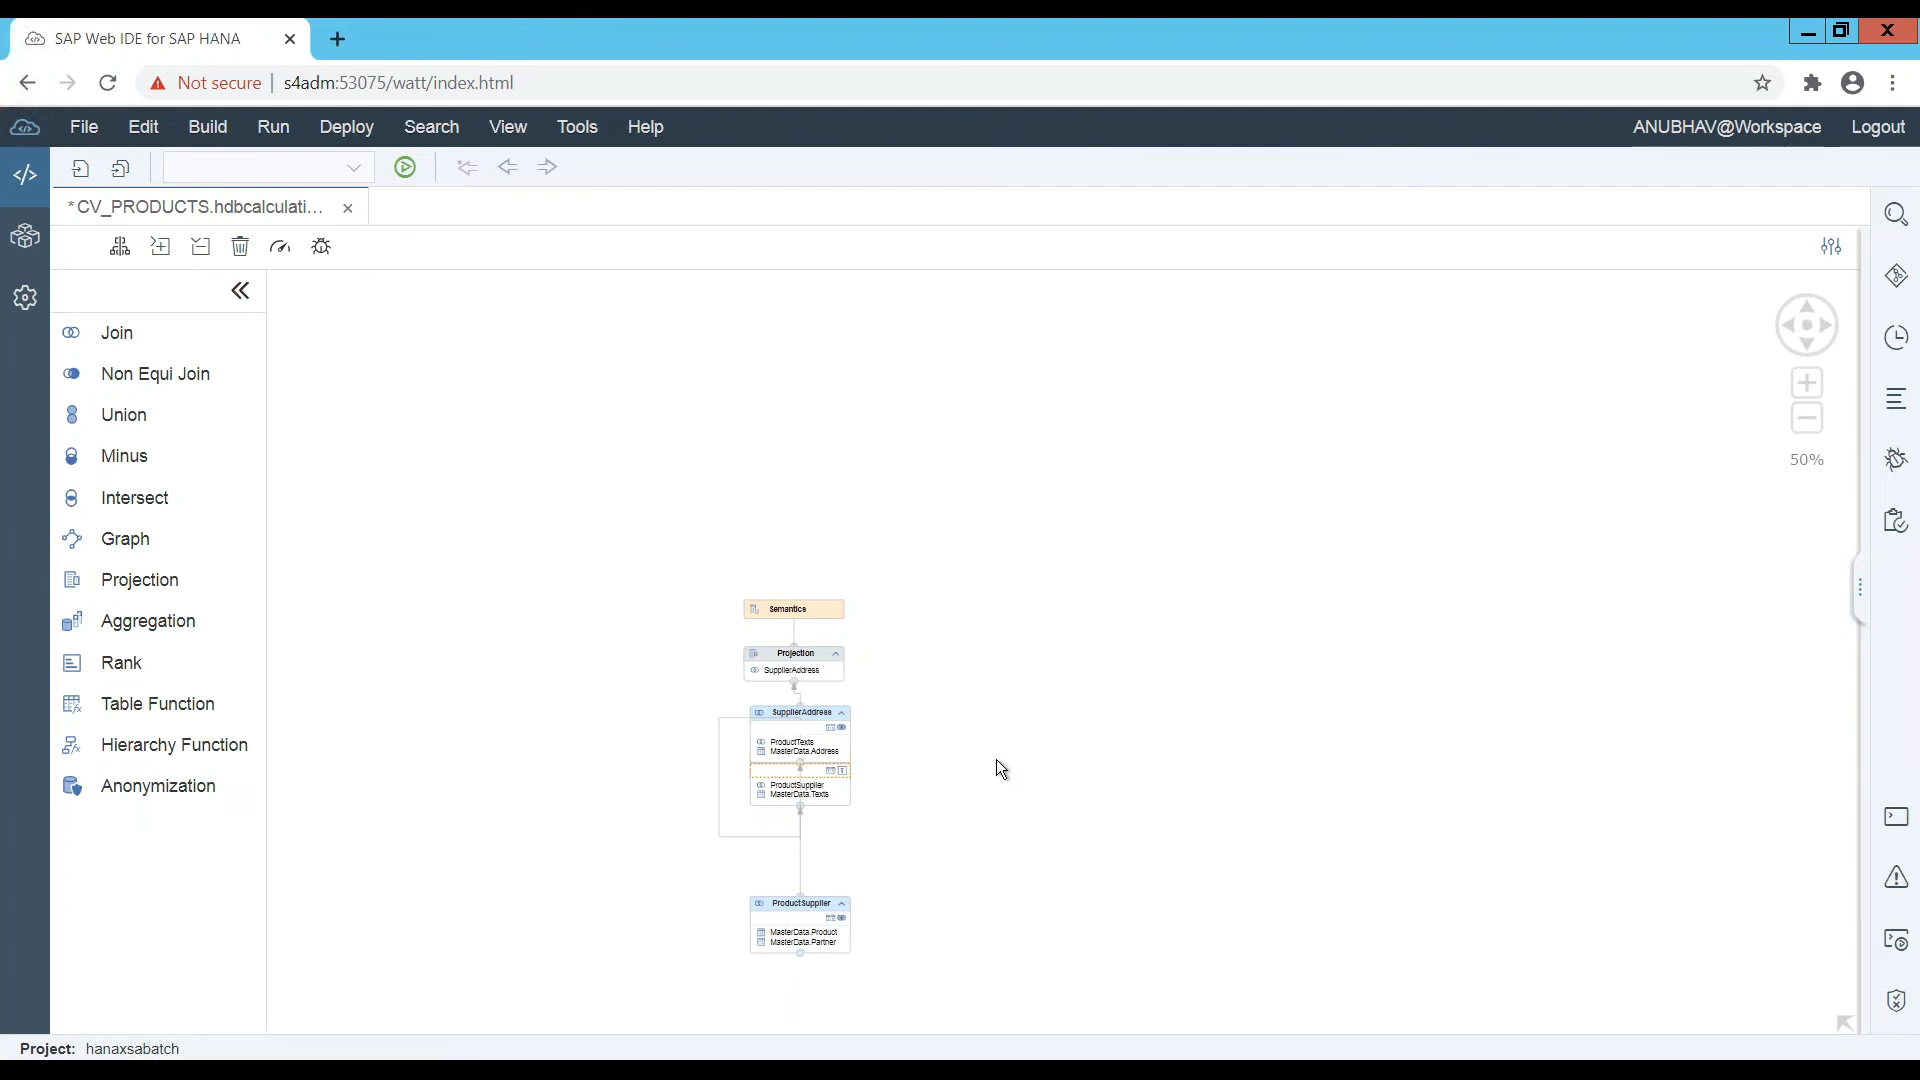 SAP Web IDE for SAP HANA
Not secure | s4adm:53075/watt/index.html
File Edit Build Run Deploy Search View Tools Help ANUBHAV@Workspace Logout
*CV_PRODUCTS.hdbcalculati...
Join
Non Equi Join
Union
Minus
Intersect
Graph
Projection
Aggregation
Rank
Table Function
Hierarchy Function
Anonymization
50%
Semantics
Projection
SupplierAddress
SupplierAddress
ProductTexts
MasterData.Address
ProductSupplier
MasterData.Texts
ProductSupplier
MasterData.Product
MasterData.Partner
Project: hanaxsabatch